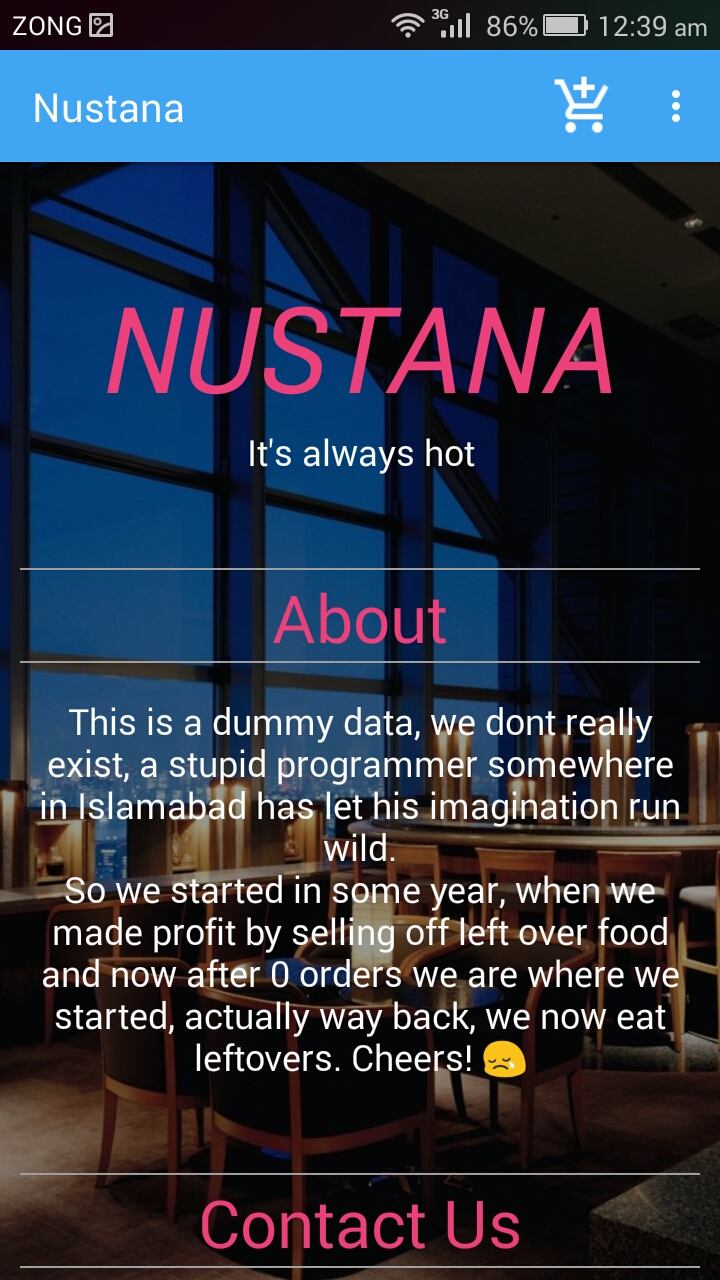 ZONG 3G 86% 12:39 am
Nustana
NUSTANA
It's always hot
About
This is a dummy data, we dont really
exist, a stupid programmer somewhere
in Islamabad has let his imagination run
wild.
So we started in some year, when we
made profit by selling off left over food
and now after 0 orders we are where we
started, actually way back, we now eat
leftovers. Cheers! 😢
Contact Us